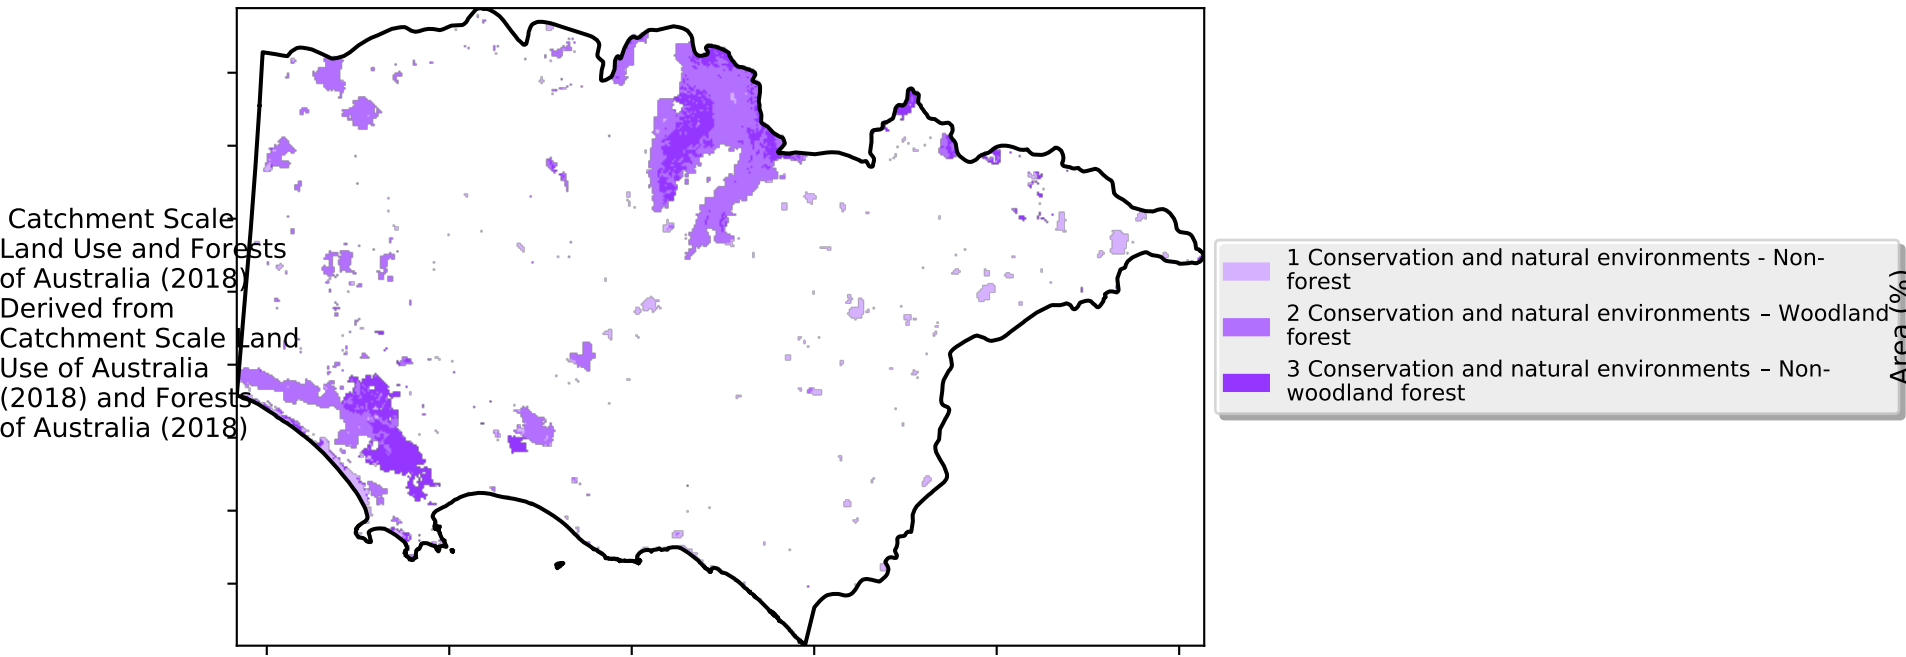 Catchment Scale
Land Use and Forests
of Australia (2018)
Derived from
Catchment Scale Land
Use of Australia
(2018) and Forests
of Australia (2018)
1 Conservation and natural environments - Non-
forest
2 Conservation and natural environments – Woodland
forest
3 Conservation and natural environments – Non-
woodland forest
Area (%)